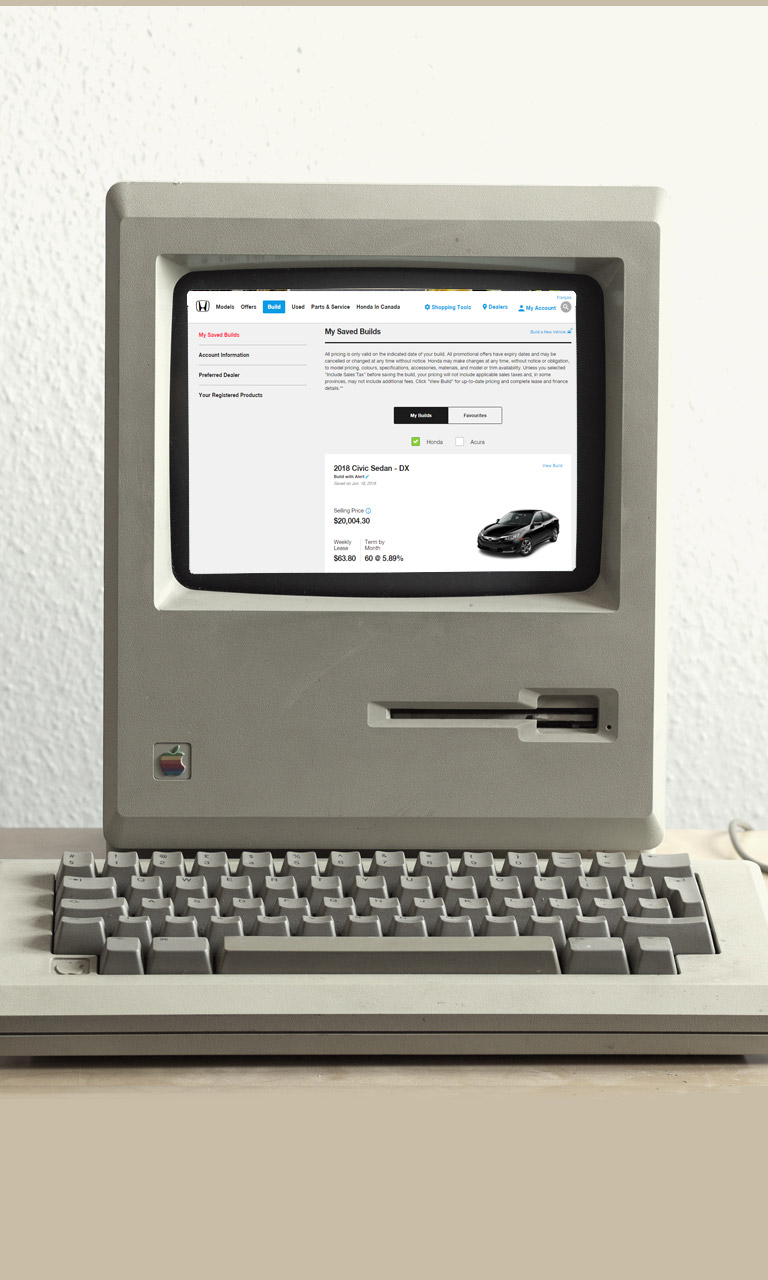 Français
Models Offers Build Used Parts & Service Honda In Canada Shopping Tools Dealers My Account
My Saved Builds
Account Information
Preferred Dealer
Your Registered Products
My Saved Builds
Build a New Vehicle
All pricing is only valid on the indicated date of your build. All promotional offers have expiry dates and may be
cancelled or changed at any time without notice. Honda may make changes at any time, without notice or obligation,
to model pricing, colours, specifications, accessories, materials, and model or trim availability. Unless you selected
"Include Sales Tax" before saving the build, your pricing will not include applicable sales taxes and, in some
provinces, may not include additional fees. Click "View Build" for up-to-date pricing and complete lease and finance
details.**
My Builds Favourites
Honda Acura
2018 Civic Sedan - DX
View Build
Build with Alert
Saved on Jan. 18, 2018
Selling Price
$20,004.30
Weekly Lease
Term by Month
$63.80 60 @ 5.89%